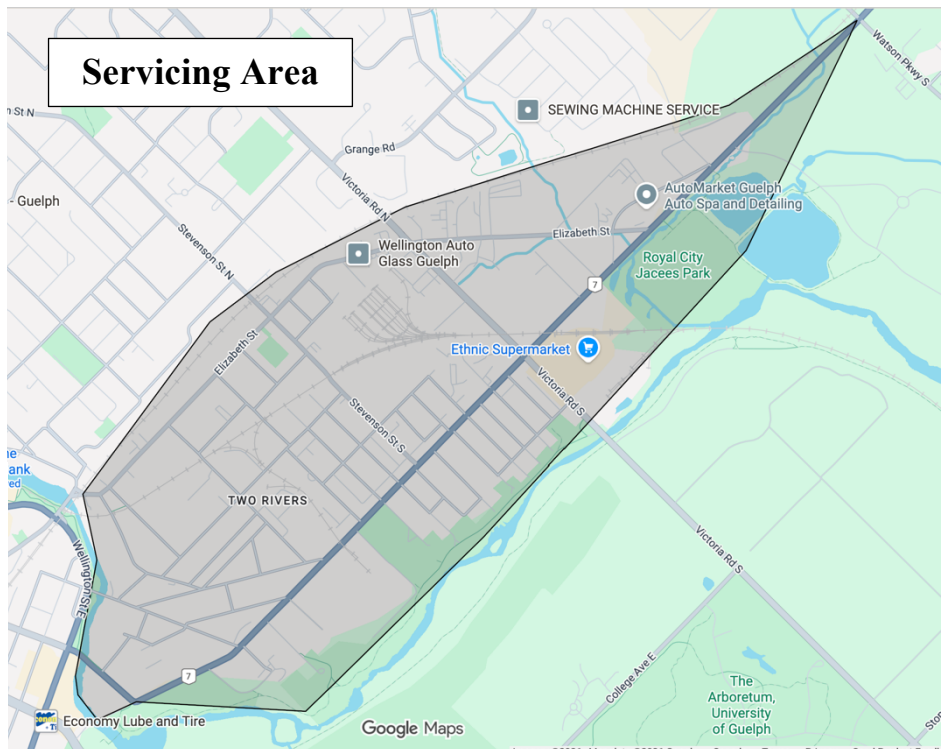 Servicing Area
n St N
Watson Pkwy S
SEWING MACHINE SERVICE
Grange Rd
Victoria Rd N
- Guelph
AutoMarket Guelph
Auto Spa and Detailing
Stevenson St N
Elizabeth St
Wellington Auto
Glass Guelph
Royal City
Jacees Park
7
Elizabeth St
Ethnic Supermarket
Victoria Rd S
Stevenson St S
ank
TWO RIVERS
Victoria Rd S
Wellington St E
College Ave E
7
The
Arboretum,
University
of Guelph
Economy Lube and Tire
Google Maps